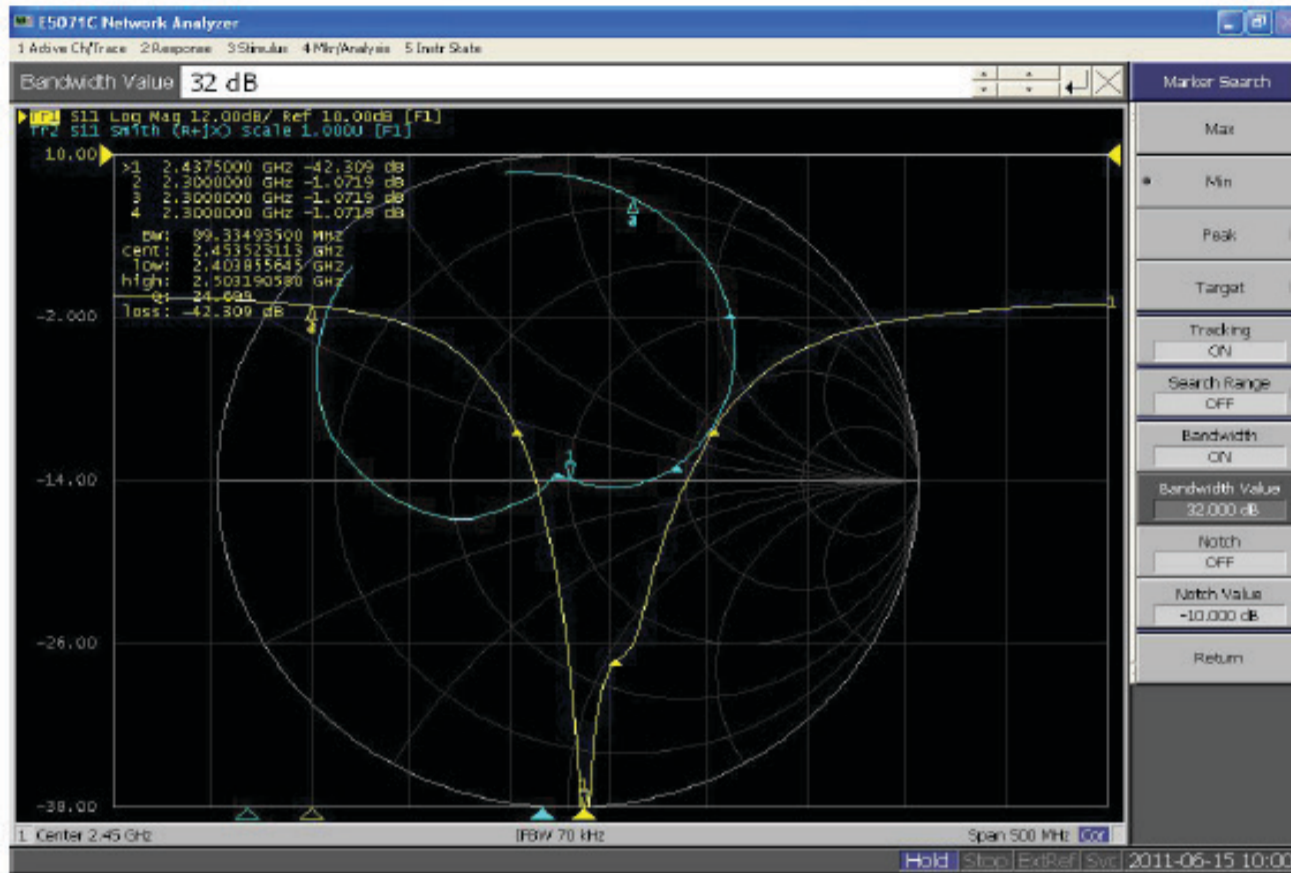 E5071C Network Analyzer
1 Active Ch/Trace 2 Response 3 Stimulus 4 Mkr/Analysis 5 Instr State
Bandwidth Value 32 dB
Tr1 S11 Log Mag 12.00dB/ Ref 10.00dB [F1]
Tr2 S11 Smith (R+jX) Scale 1.000U [F1]
10.00
>1 2.4375000 GHz -42.309 dB
2 2.3000000 GHz -1.0719 dB
3 2.3000000 GHz -1.0719 dB
4 2.3000000 GHz -1.0719 dB
BW: 99.33493500 MHz
cent: 2.453523113 GHz
low: 2.403855645 GHz
high: 2.503190580 GHz
Q: 24.699
loss: -42.309 dB
-2.000
-14.00
-26.00
-38.00
1
1
1
1 Center 2.45 GHz
IFBW 70 kHz
Span 500 MHz Cor
Marker Search
Max
Min
Peak
Target
Tracking
ON
Search Range
OFF
Bandwidth
ON
Bandwidth Value
32.000 dB
Notch
OFF
Notch Value
-10.000 dB
Return
Hold Stop ExtRef Svc 2011-06-15 10:00